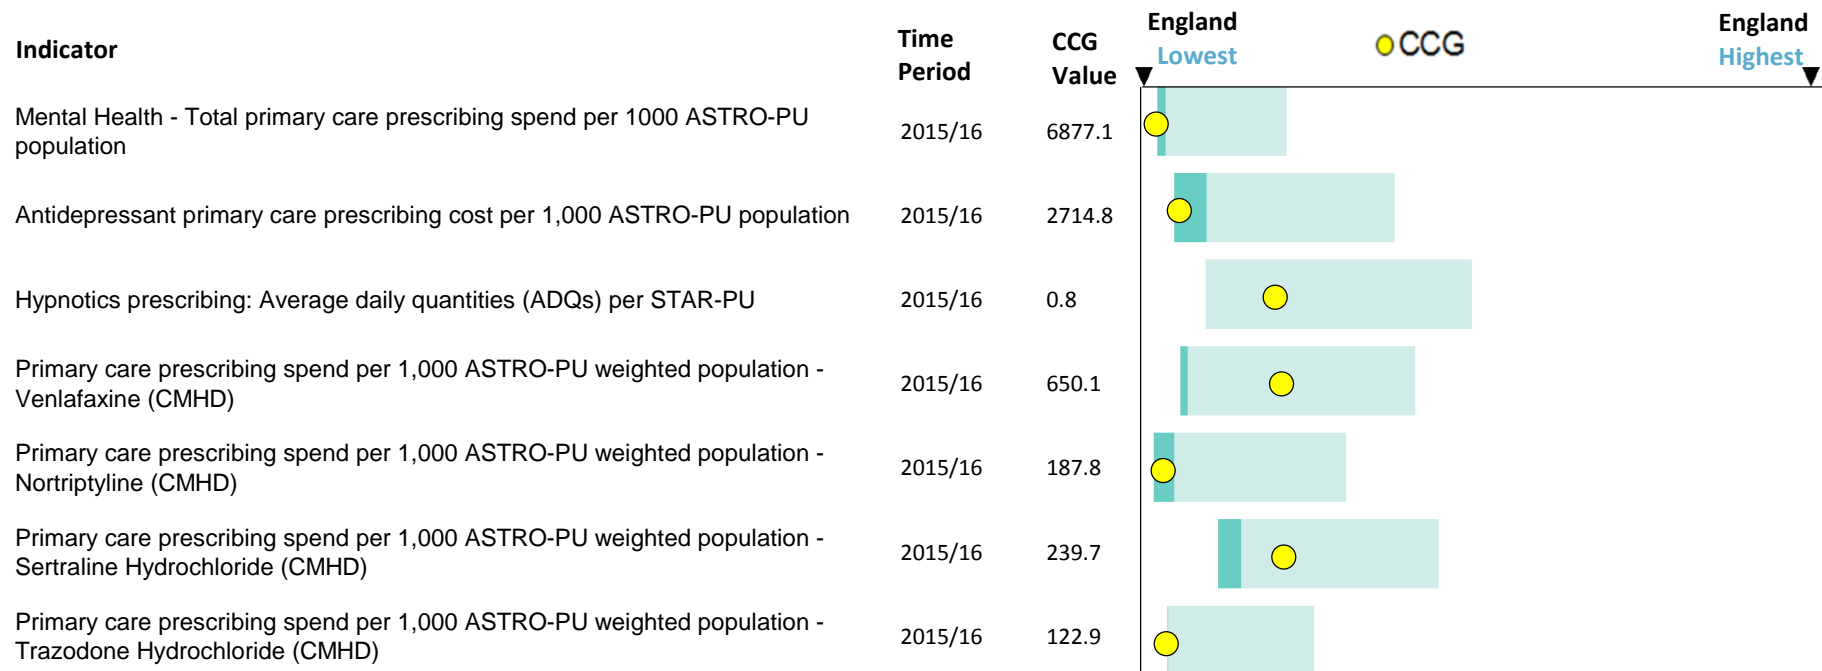 Indicator
Time
Period
CCG
Value
England
Lowest
CCG
England
Highest
Mental Health - Total primary care prescribing spend per 1000 ASTRO-PU
population
2015/16
6877.1
Antidepressant primary care prescribing cost per 1,000 ASTRO-PU population
2015/16
2714.8
Hypnotics prescribing: Average daily quantities (ADQs) per STAR-PU
2015/16
0.8
Primary care prescribing spend per 1,000 ASTRO-PU weighted population -
Venlafaxine (CMHD)
2015/16
650.1
Primary care prescribing spend per 1,000 ASTRO-PU weighted population -
Nortriptyline (CMHD)
2015/16
187.8
Primary care prescribing spend per 1,000 ASTRO-PU weighted population -
Sertraline Hydrochloride (CMHD)
2015/16
239.7
Primary care prescribing spend per 1,000 ASTRO-PU weighted population -
Trazodone Hydrochloride (CMHD)
2015/16
122.9